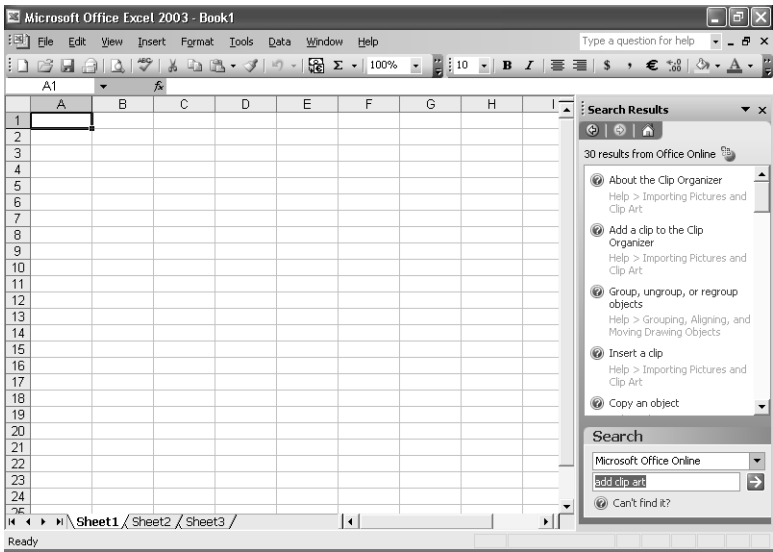 Microsoft Office Excel 2003 - Book1
File Edit View Insert Format Tools Data Window Help Type a question for help
Σ 100% 10 B I $ , € A
A1 fx
A B C D E F G H I
1
2
3
4
5
6
7
8
9
10
11
12
13
14
15
16
17
18
19
20
21
22
23
24
25
Search Results
30 results from Office Online
About the Clip Organizer
Help > Importing Pictures and
Clip Art
Add a clip to the Clip
Organizer
Help > Importing Pictures and
Clip Art
Group, ungroup, or regroup
objects
Help > Grouping, Aligning, and
Moving Drawing Objects
Insert a clip
Help > Importing Pictures and
Clip Art
Copy an object
Search
Microsoft Office Online
add clip art
Can't find it?
Sheet1 Sheet2 Sheet3
Ready